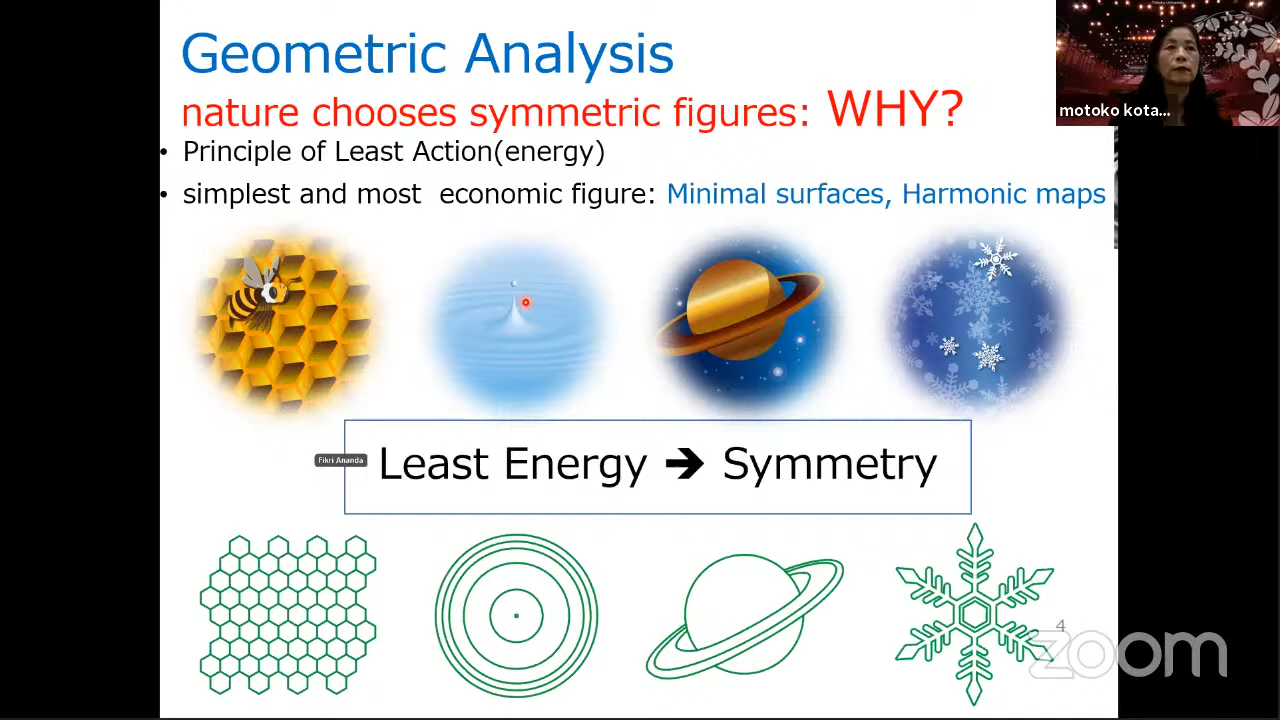 Geometric Analysis
nature chooses symmetric figures: WHY?
• Principle of Least Action(energy)
• simplest and most economic figure: Minimal surfaces, Harmonic maps
motoko kota...
Fikri Ananda
Least Energy ➔ Symmetry
4
zoom